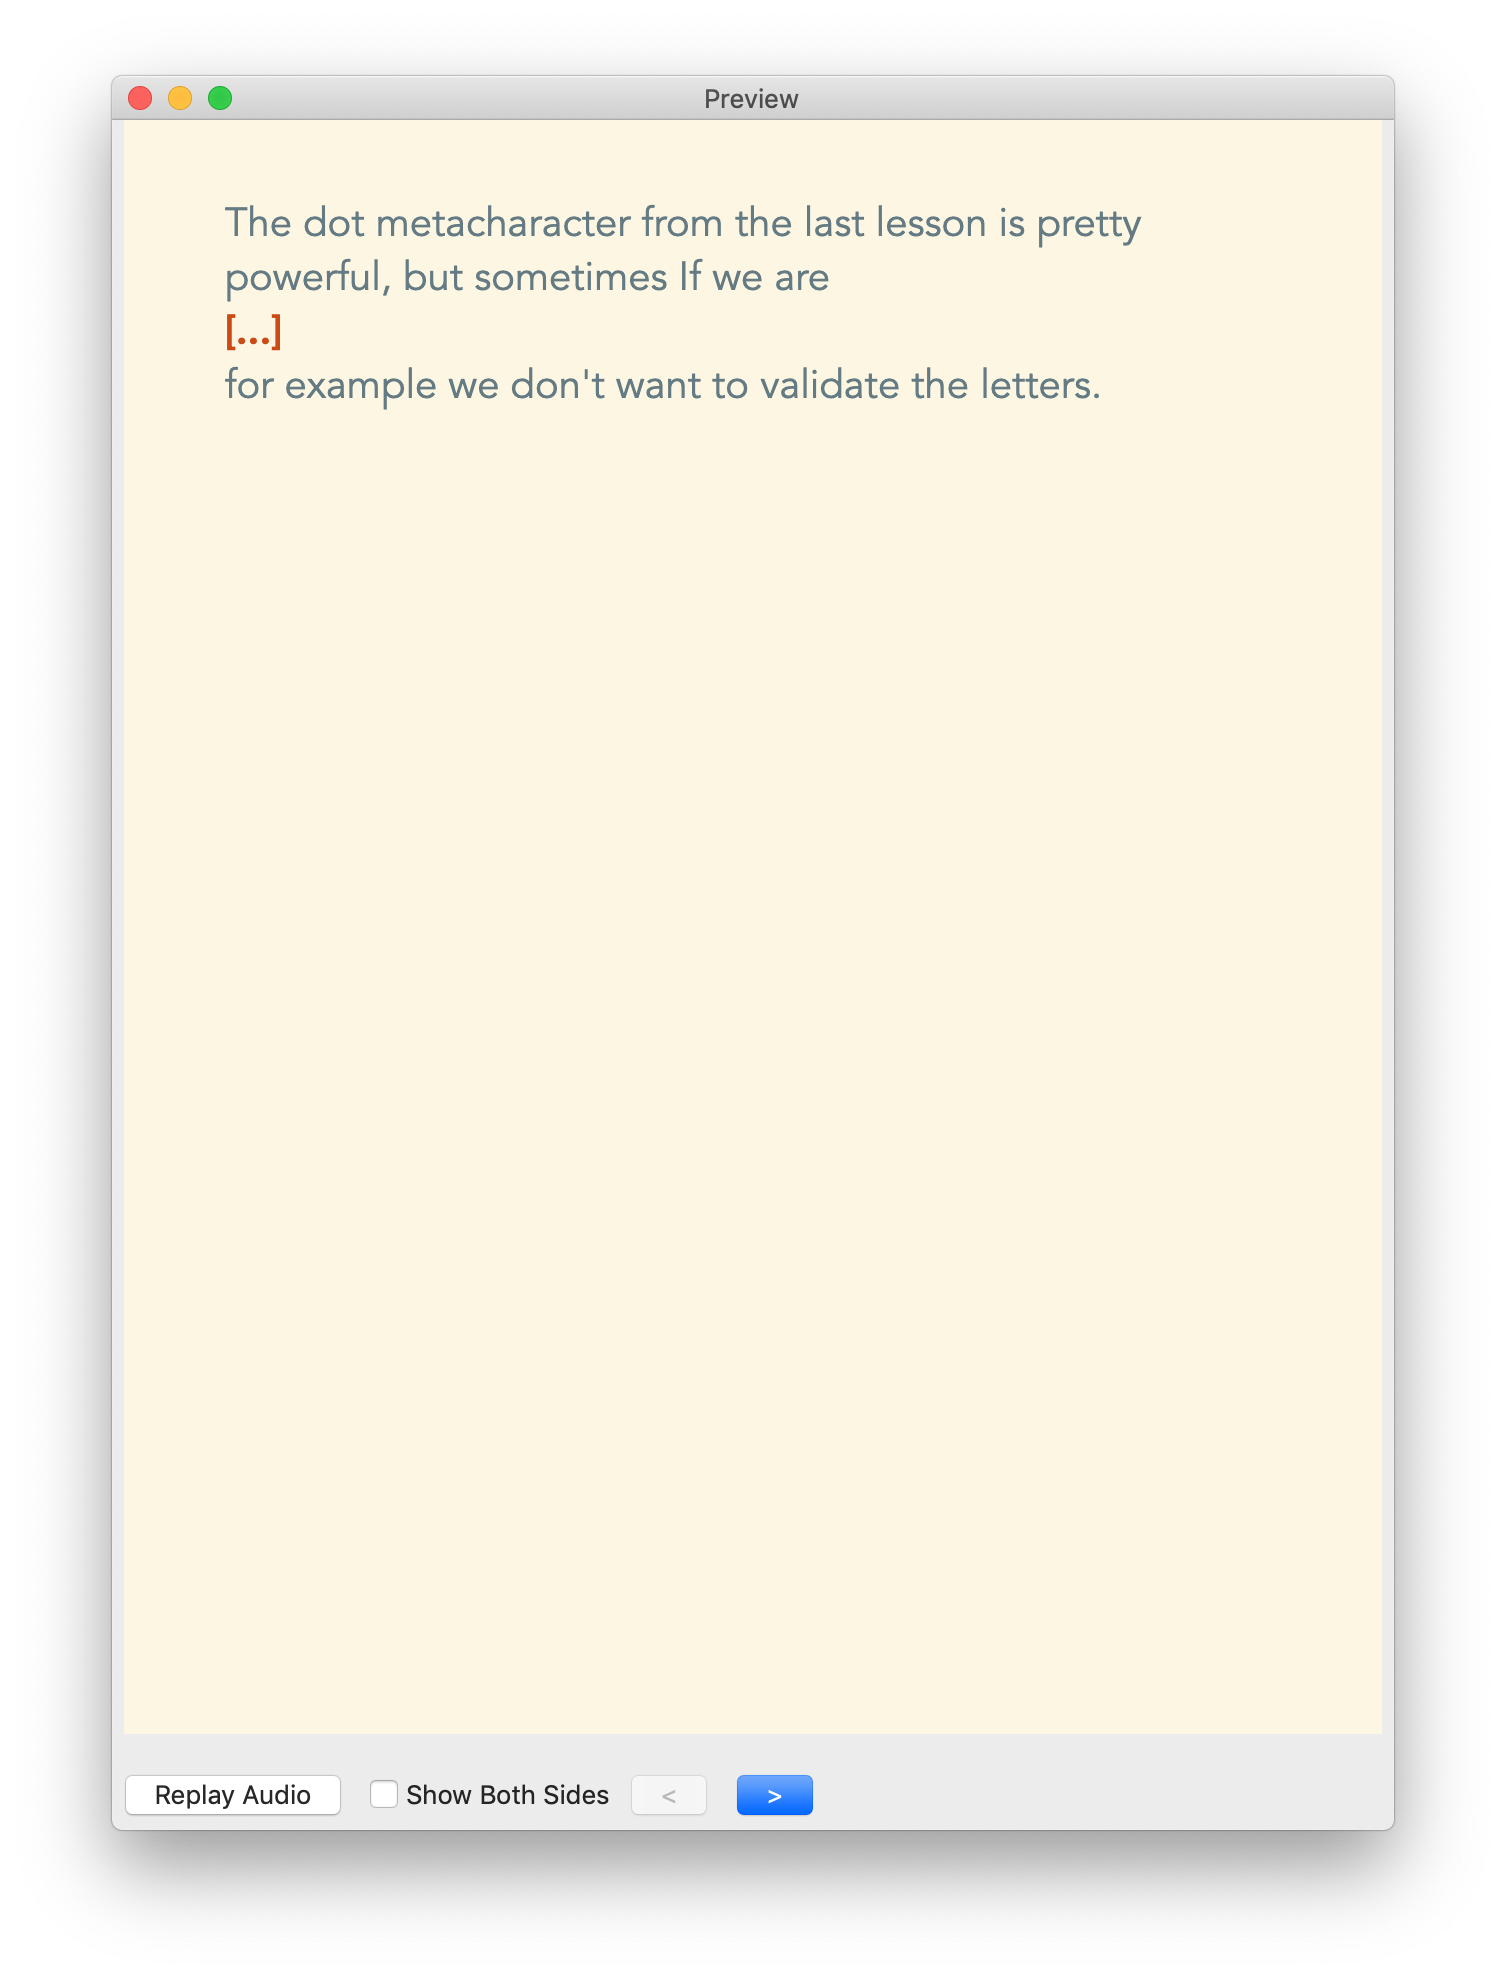 Preview
The dot metacharacter from the last lesson is pretty
powerful, but sometimes If we are
[...]
for example we don't want to validate the letters.
Replay Audio Show Both Sides < >